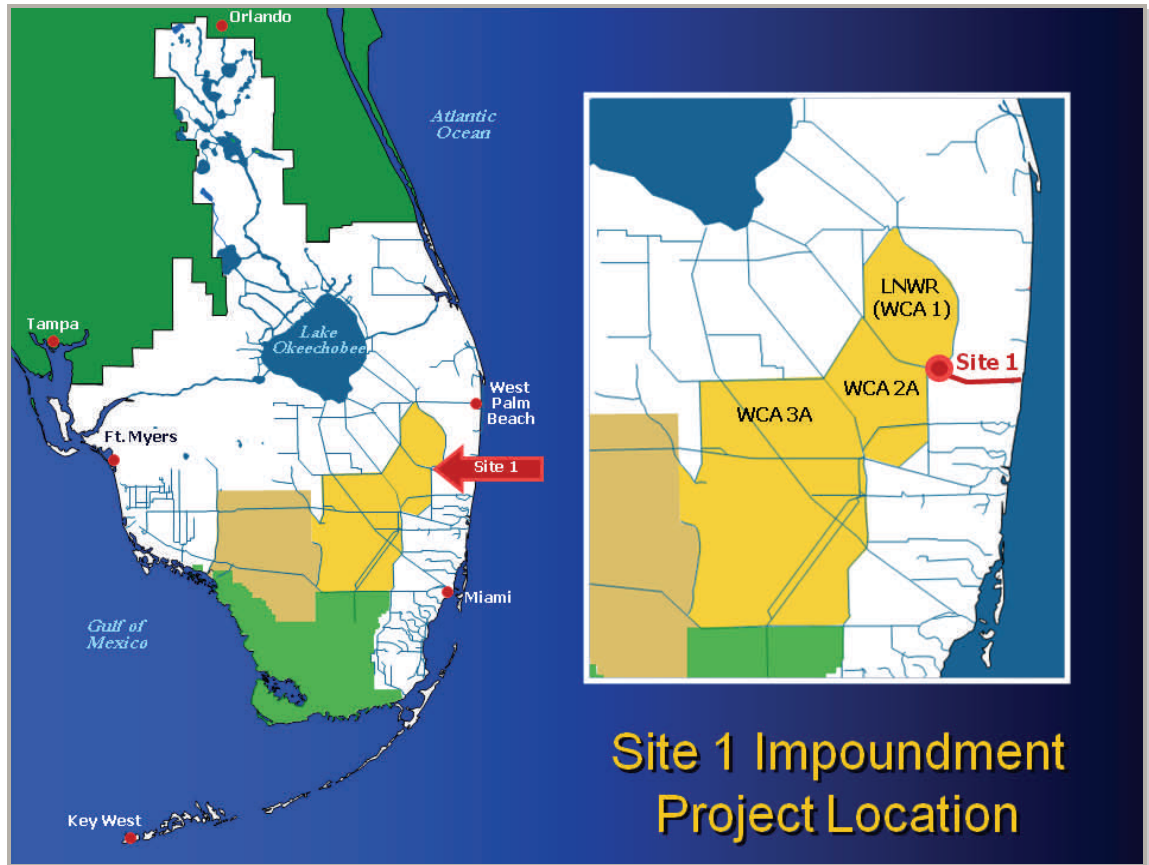 Orlando
Atlantic
Ocean
Tampa
Lake
Okeechobee
West
Palm
Beach
Ft. Myers
Site 1
Miami
Gulf of
Mexico
Key West
LNWR
(WCA 1)
Site 1
WCA 2A
WCA 3A
Site 1 Impoundment
Project Location